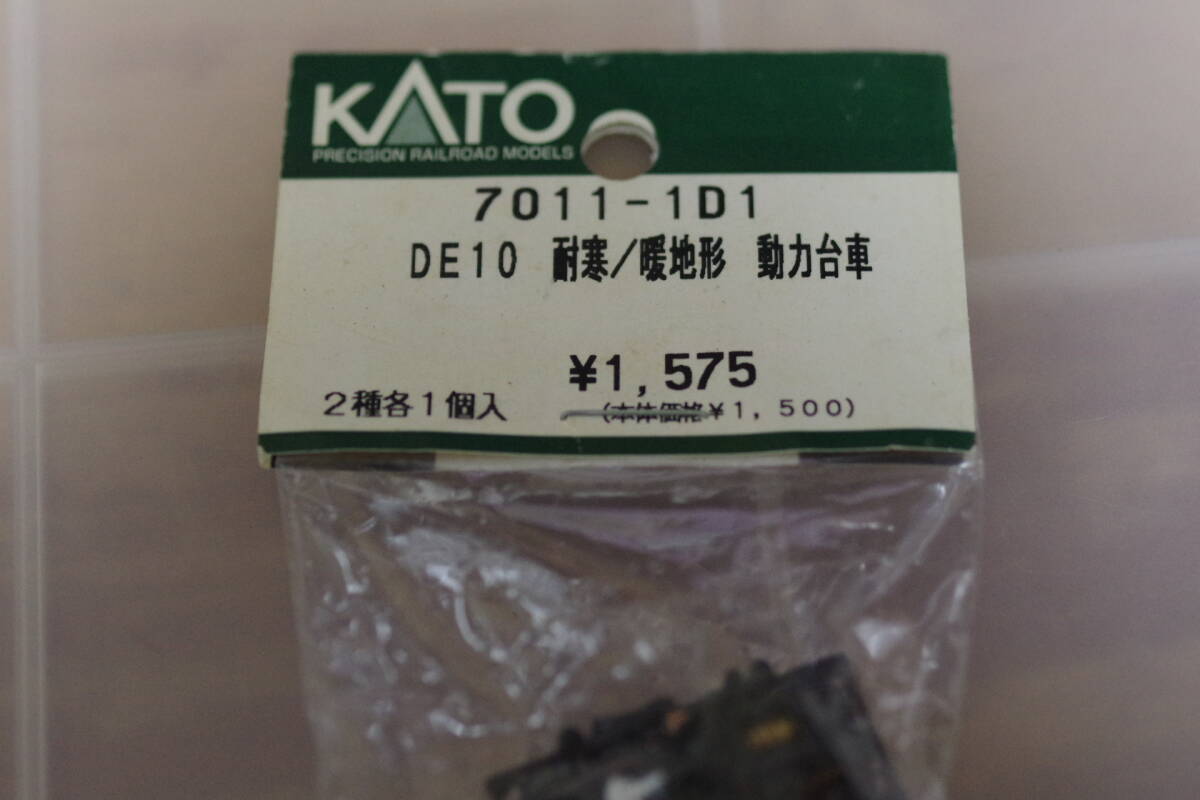 KATO
PRECISION RAILROAD MODELS
7011-1D1
DE10 耐寒/暖地形 動力台車
¥1,575
2種各1個入 (本体価格¥1,500)